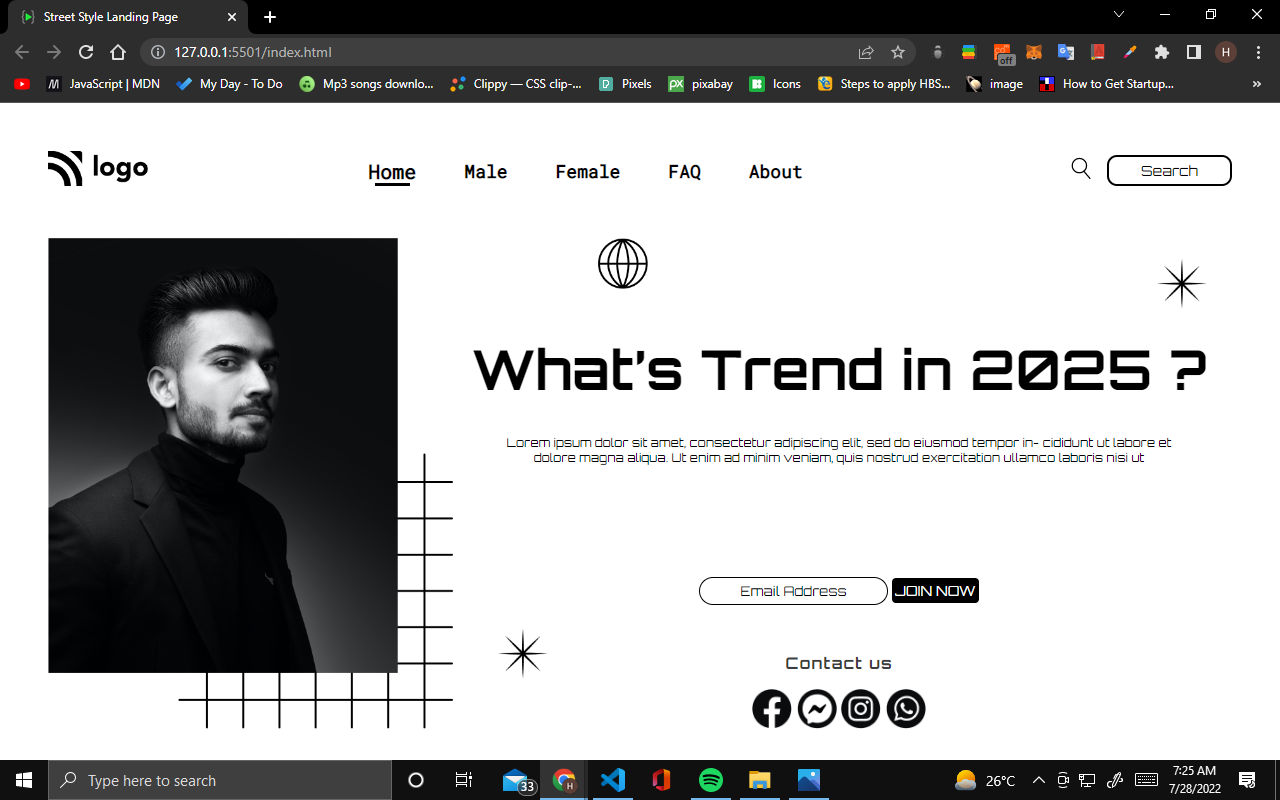 Street Style Landing Page
127.0.0.1:5501/index.html
off
H
JavaScript | MDN
My Day - To Do
Mp3 songs downlo...
Clippy — CSS clip-...
Pixels
px
pixabay
Icons
Steps to apply HBS...
image
How to Get Startup...
»
logo
Home
Male
Female
FAQ
About
Search
What's Trend in 2025 ?
Lorem ipsum dolor sit amet, consectetur adipiscing elit, sed do eiusmod tempor in- cididunt ut labore et
dolore magna aliqua. Ut enim ad minim veniam, quis nostrud exercitation ullamco laboris nisi ut
Email Address
JOIN NOW
Contact us
Type here to search
33
H
26°C
7:25 AM
7/28/2022